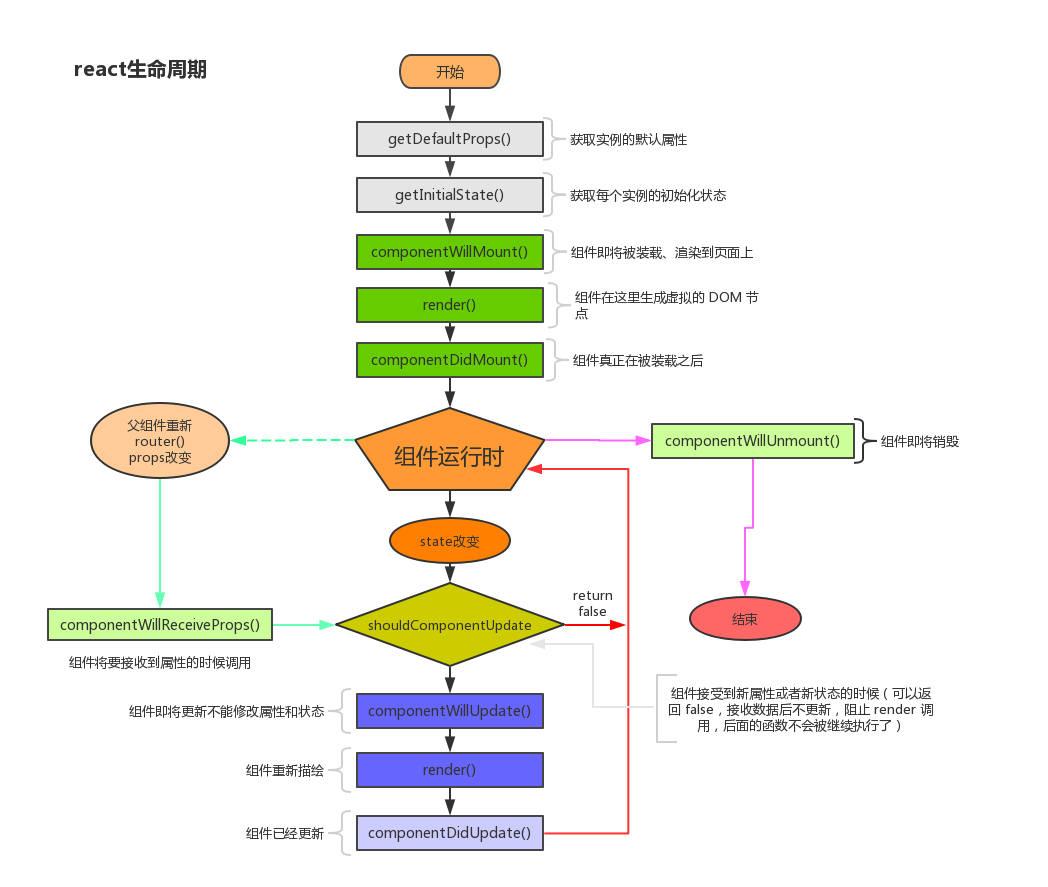 react生命周期
开始
getDefaultProps()
获取实例的默认属性
getInitialState()
获取每个实例的初始化状态
componentWillMount()
组件即将被装载、渲染到页面上
render()
组件在这里生成虚拟的 DOM 节
点
componentDidMount()
组件真正在被装载之后
父组件重新
router()
props改变
组件运行时
componentWillUnmount()
组件即将销毁
state改变
return
false
componentWillReceiveProps()
shouldComponentUpdate
结束
组件将要接收到属性的时候调用
组件接受到新属性或者新状态的时候（可以返
回 false，接收数据后不更新，阻止 render 调
用，后面的函数不会被继续执行了）
组件即将更新不能修改属性和状态
componentWillUpdate()
组件重新描绘
render()
组件已经更新
componentDidUpdate()